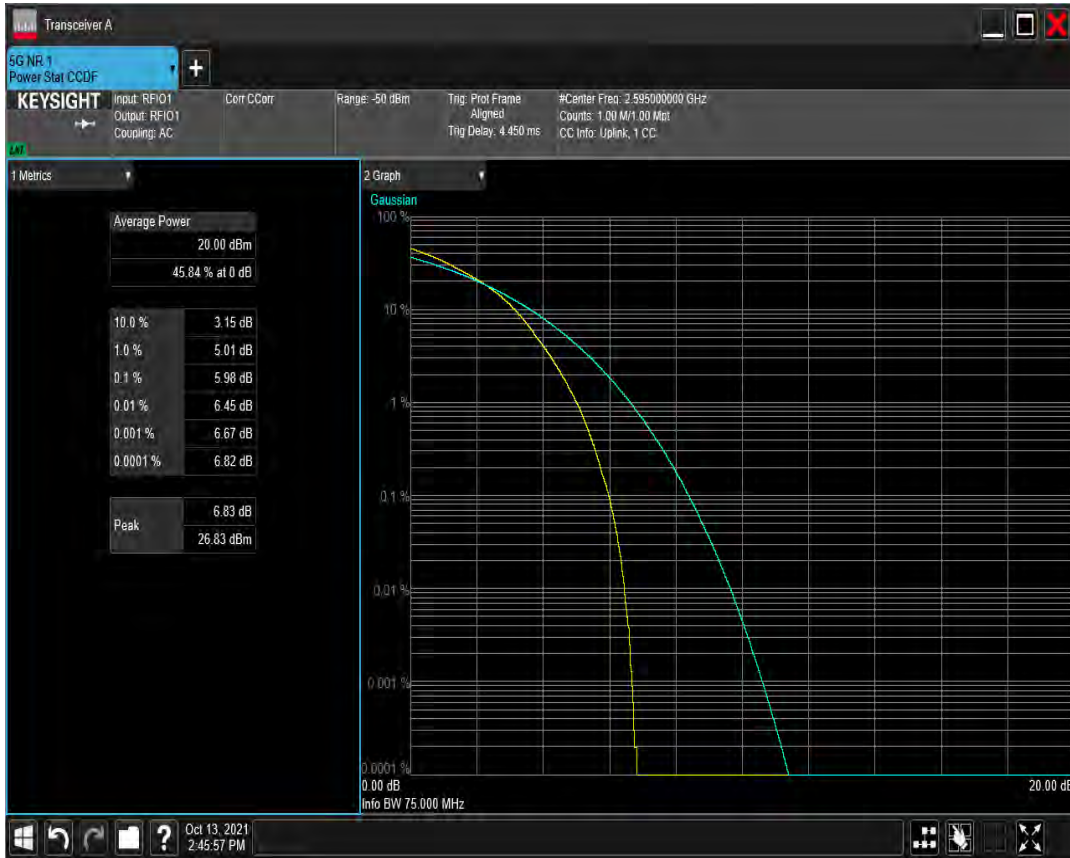 Transceiver A
5G NR 1
Power Stat CCDF
+
KEYSIGHT
Input: RFIO1
Output: RFIO1
Coupling: AC
Corr CCorr
Range: -50 dBm
Trig: Prot Frame
Aligned
Trig Delay: 4.450 ms
#Center Freq: 2.595000000 GHz
Counts: 1.00 M/1.00 Mpt
CC Info: Uplink, 1 CC
LNI
1 Metrics
Average Power
20.00 dBm
45.84 % at 0 dB
10.0 % 3.15 dB
1.0 % 5.01 dB
0.1 % 5.98 dB
0.01 % 6.45 dB
0.001 % 6.67 dB
0.0001 % 6.82 dB
Peak
6.83 dB
26.83 dBm
2 Graph
Gaussian
100 %
10 %
1 %
0.1 %
0.01 %
0.001 %
0.0001 %
0.00 dB
20.00 dB
Info BW 75.000 MHz
?
Oct 13, 2021
2:45:57 PM